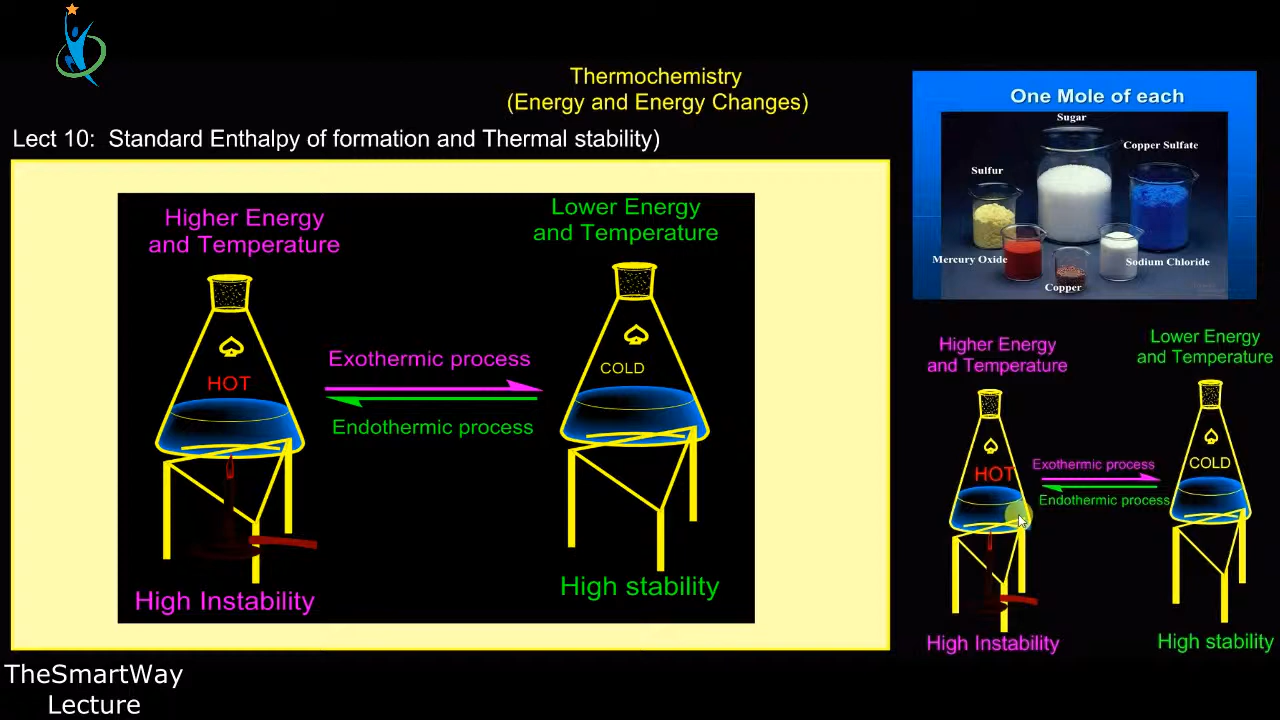 Thermochemistry
(Energy and Energy Changes)
Lect 10:  Standard Enthalpy of formation and Thermal stability)
Higher Energy
and Temperature
Lower Energy
and Temperature
HOT
COLD
Exothermic process
Endothermic process
High Instability
High stability
One Mole of each
Sugar
Copper Sulfate
Sulfur
Mercury Oxide
Sodium Chloride
Copper
Higher Energy
and Temperature
Lower Energy
and Temperature
HOT
COLD
Exothermic process
Endothermic process
High Instability
High stability
TheSmartWay
Lecture